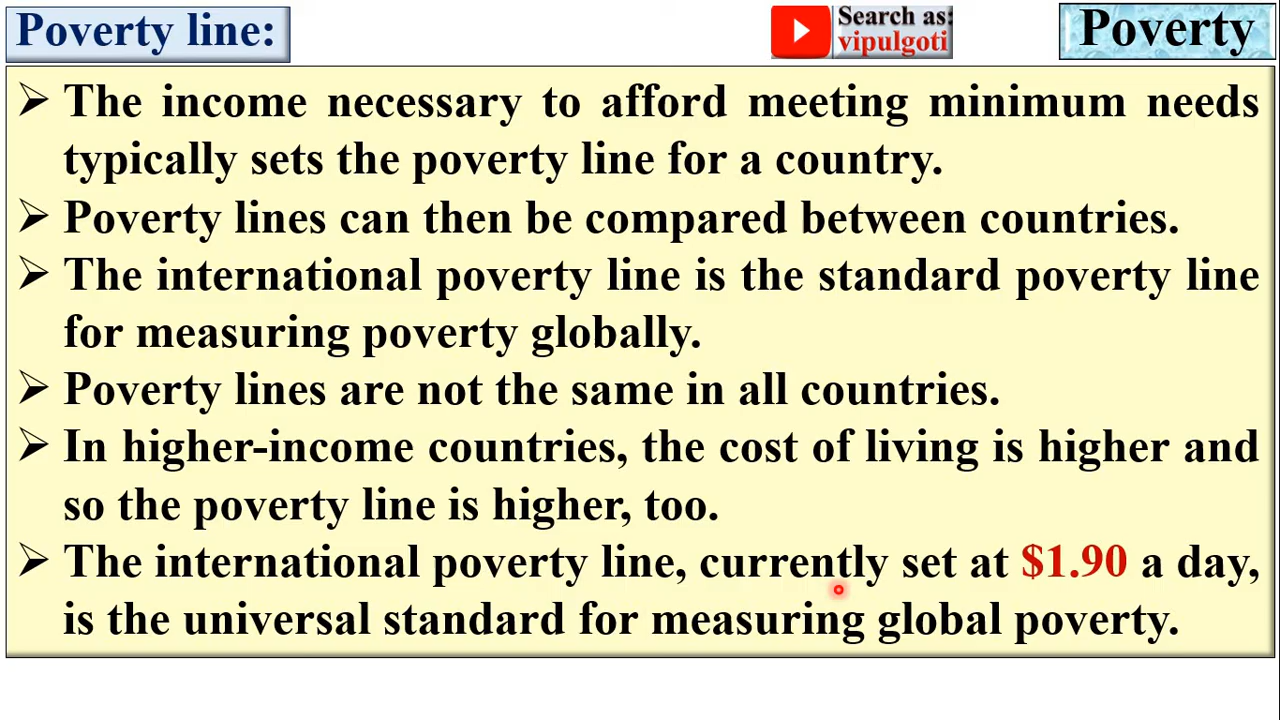 Poverty line:
Search as:
vipulgoti
Poverty
➢ The income necessary to afford meeting minimum needs
typically sets the poverty line for a country.
➢ Poverty lines can then be compared between countries.
➢ The international poverty line is the standard poverty line
for measuring poverty globally.
➢ Poverty lines are not the same in all countries.
➢ In higher-income countries, the cost of living is higher and
so the poverty line is higher, too.
➢ The international poverty line, currently set at $1.90 a day,
is the universal standard for measuring global poverty.